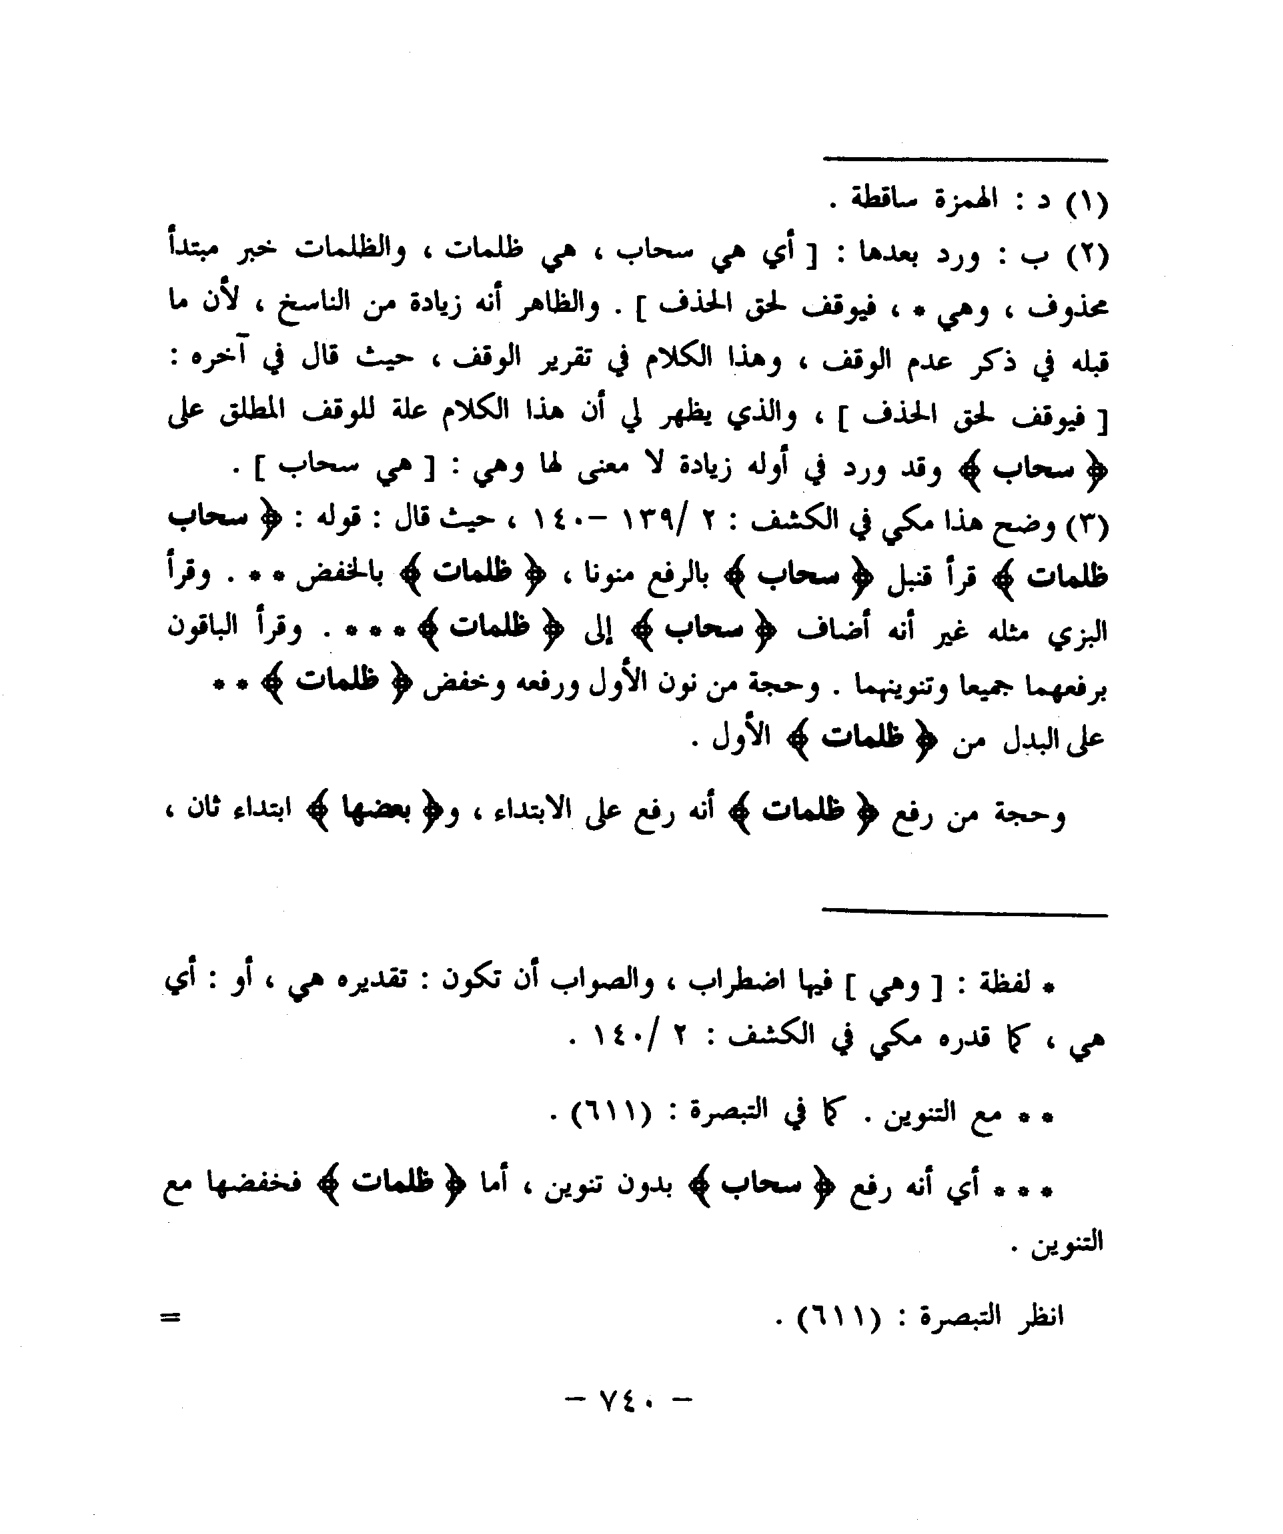 (١) د : الهمزة ساقطة .
(٢) ب : ورد بعدها : [ أي هي سحاب ، هي ظلمات ، والظلمات خبر مبتدأ
محذوف ، وهي * ، فيوقف لحق الحذف ] . والظاهر أنه زيادة من الناسخ ، لأن ما
قبله في ذكر عدم الوقف ، وهذا الكلام في تقرير الوقف ، حيث قال في آخره :
[ فيوقف لحق الحذف ] ، والذي يظهر لي أن هذا الكلام علة للوقف المطلق على
﴿ سحاب ﴾ وقد ورد في أوله زيادة لا معنى لها وهي : [ هي سحاب ] .
(٣) وضح هذا مكي في الكشف : ٢ /١٣٩ –١٤٠ ، حيث قال : قوله : ﴿ سحاب
ظلمات ﴾ قرأ قنبل ﴿ سحاب ﴾ بالرفع منونا ، ﴿ ظلمات ﴾ بالخفض * * . وقرأ
البزي مثله غير أنه أضاف ﴿ سحاب ﴾ إلى ﴿ ظلمات ﴾ * * * . وقرأ الباقون
برفعهما جميعا وتنوينهما . وحجة من نون الأول ورفعه وخفض ﴿ ظلمات ﴾ * *
على البدل من ﴿ ظلمات ﴾ الأول .
وحجة من رفع ﴿ ظلمات ﴾ أنه رفع على الابتداء ، و﴿ بعضها ﴾ ابتداء ثان ،
* لفظة : [ وهي ] فيها اضطراب ، والصواب أن تكون : تقديره هي ، أو : أي
هي ، كما قدره مكي في الكشف : ٢ /١٤٠ .
* * مع التنوين . كما في التبصرة : (٦١١) .
* * * أي أنه رفع ﴿ سحاب ﴾ بدون تنوين ، أما ﴿ ظلمات ﴾ فخفضها مع
التنوين .
انظر التبصرة : (٦١١) . =
– ٧٤٠ –